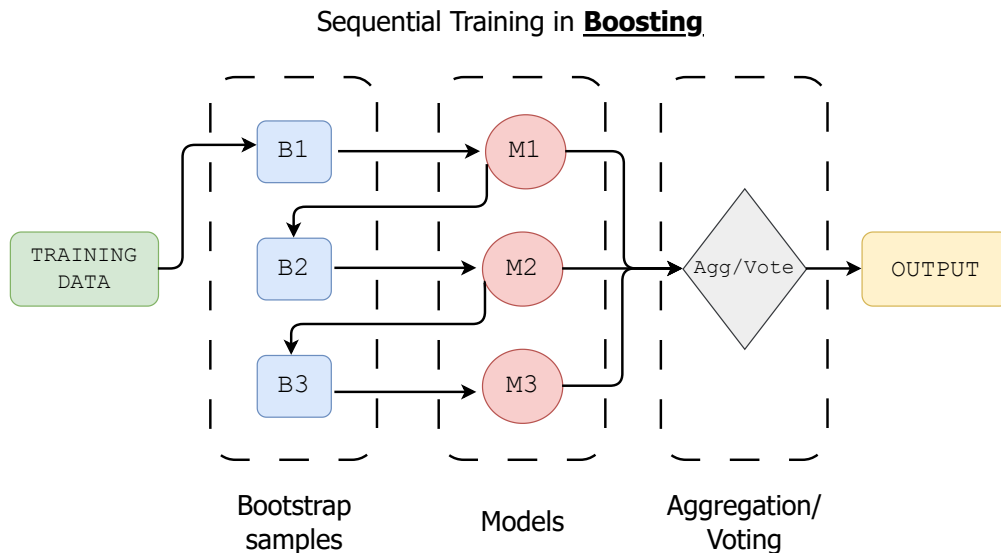 Sequential Training in Boosting
B1
M1
TRAINING
DATA
B2
M2
Agg/Vote
OUTPUT
B3
M3
Bootstrap
samples
Models
Aggregation/
Voting